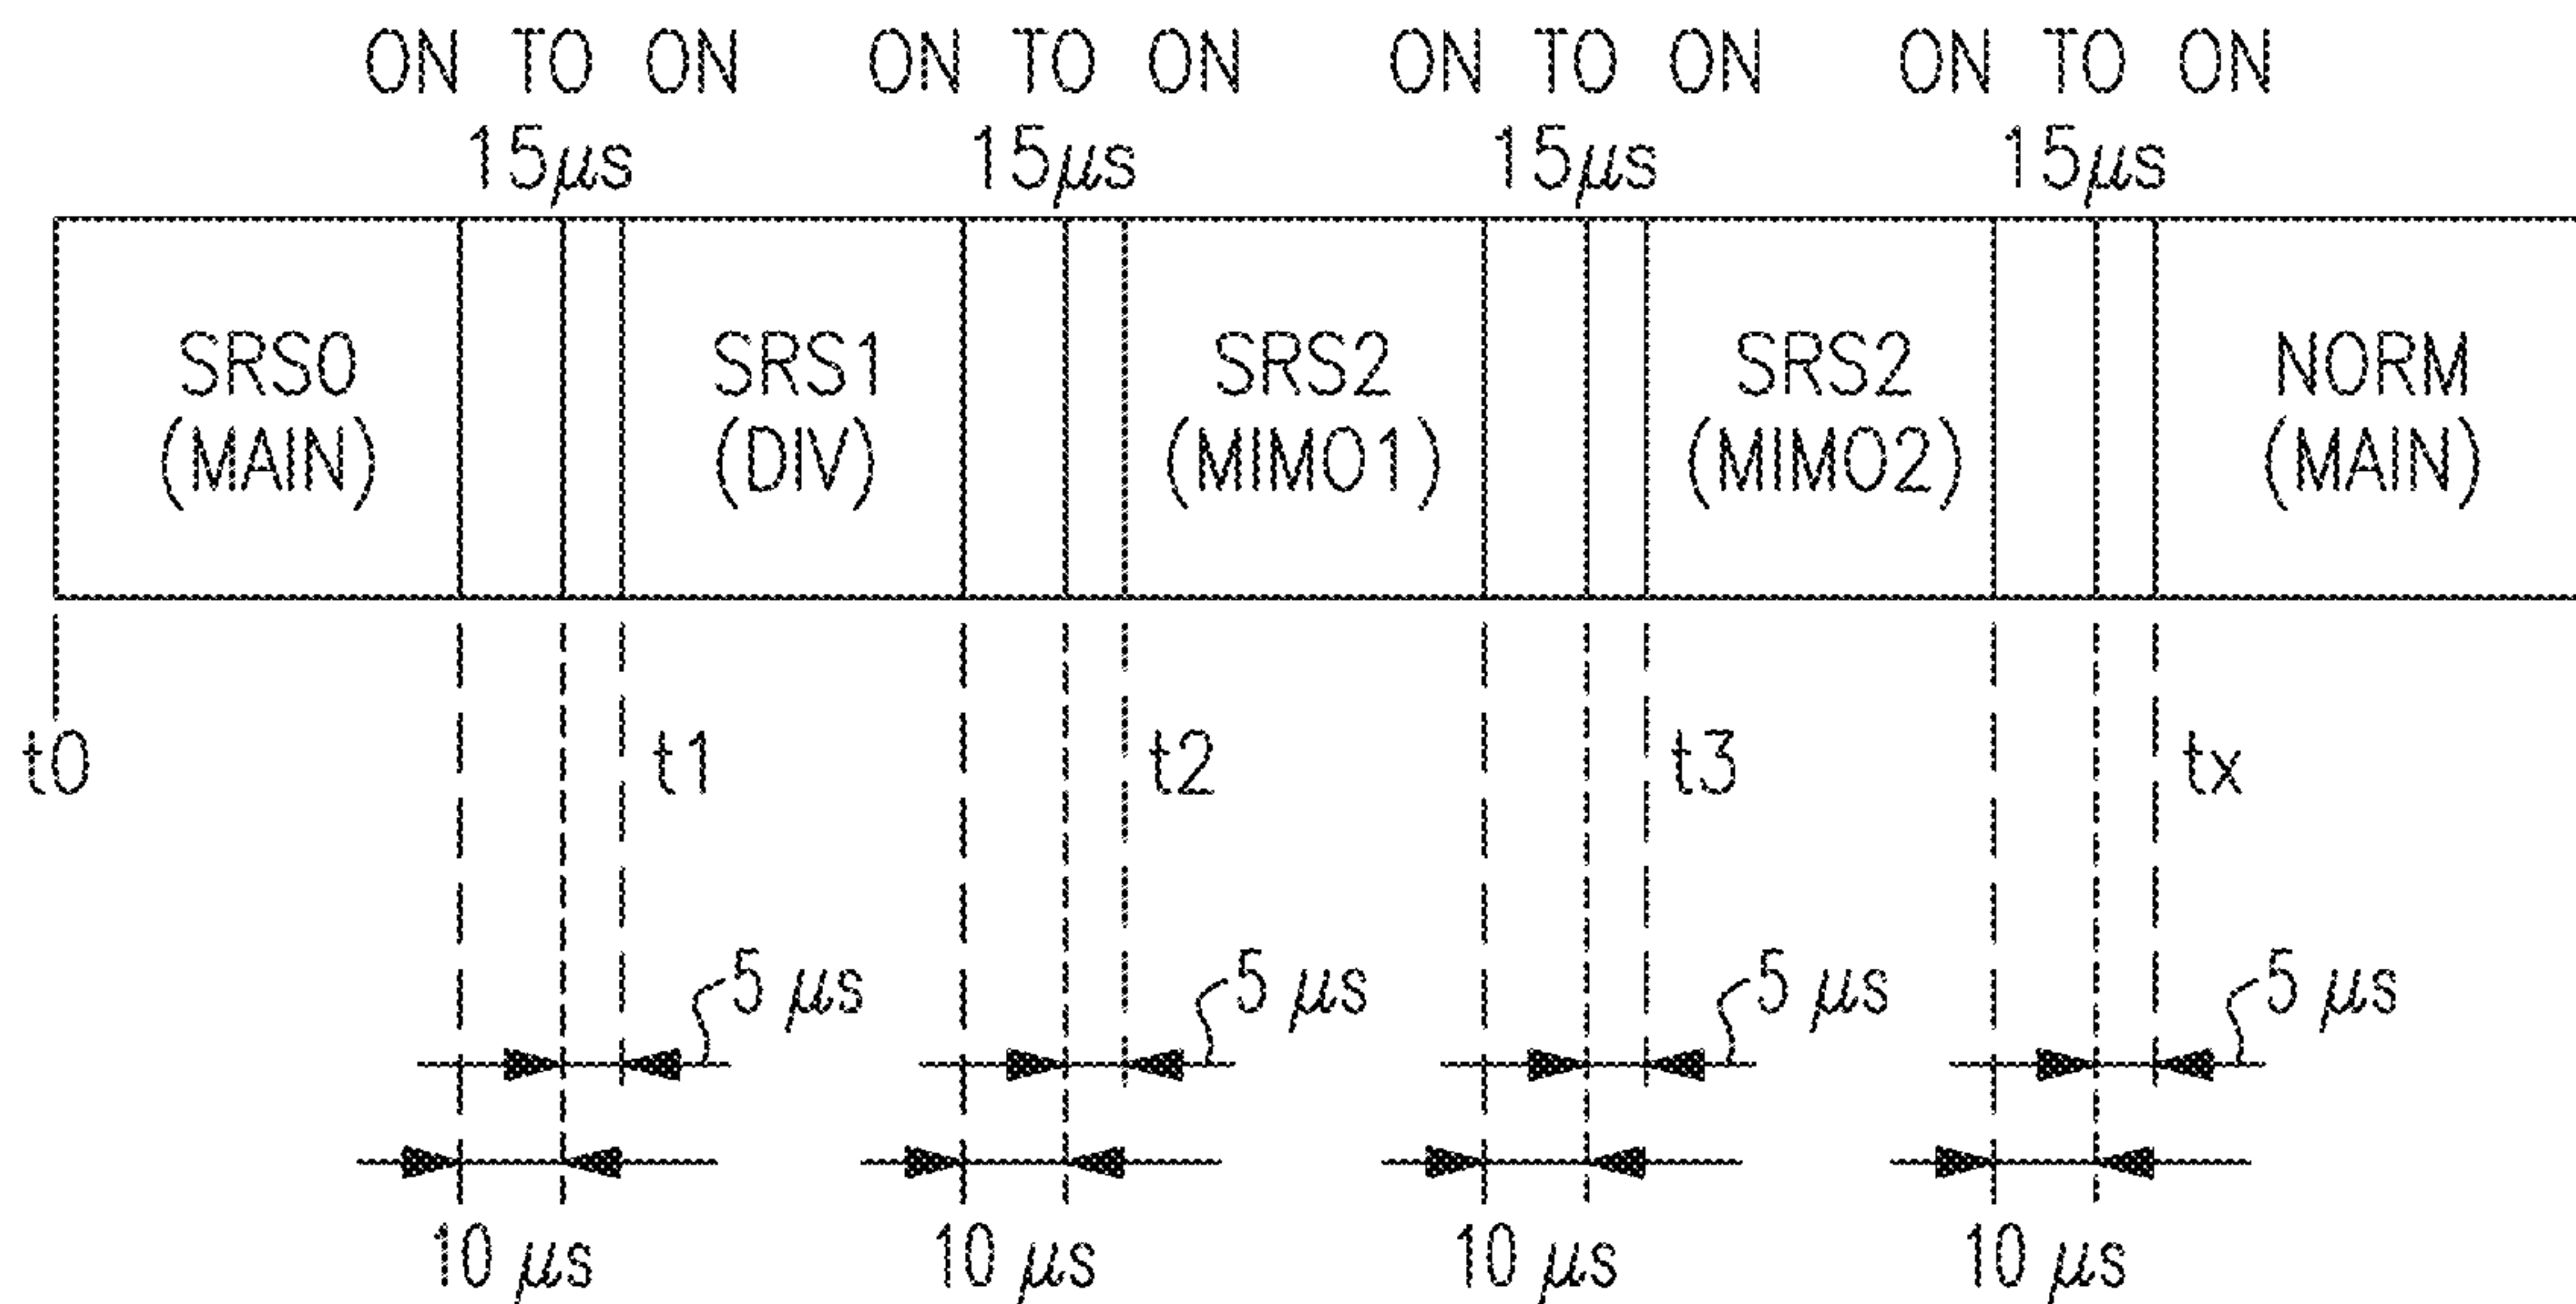 ON TO ON ON TO ON ON TO ON ON TO ON
15μs 15μs 15μs 15μs
SRS0 SRS1 SRS2 SRS2 NORM
(MAIN) (DIV) (MIMO1) (MIMO2) (MAIN)
t0 t1 t2 t3 tx
5 μs 5 μs 5 μs 5 μs
10 μs 10 μs 10 μs 10 μs